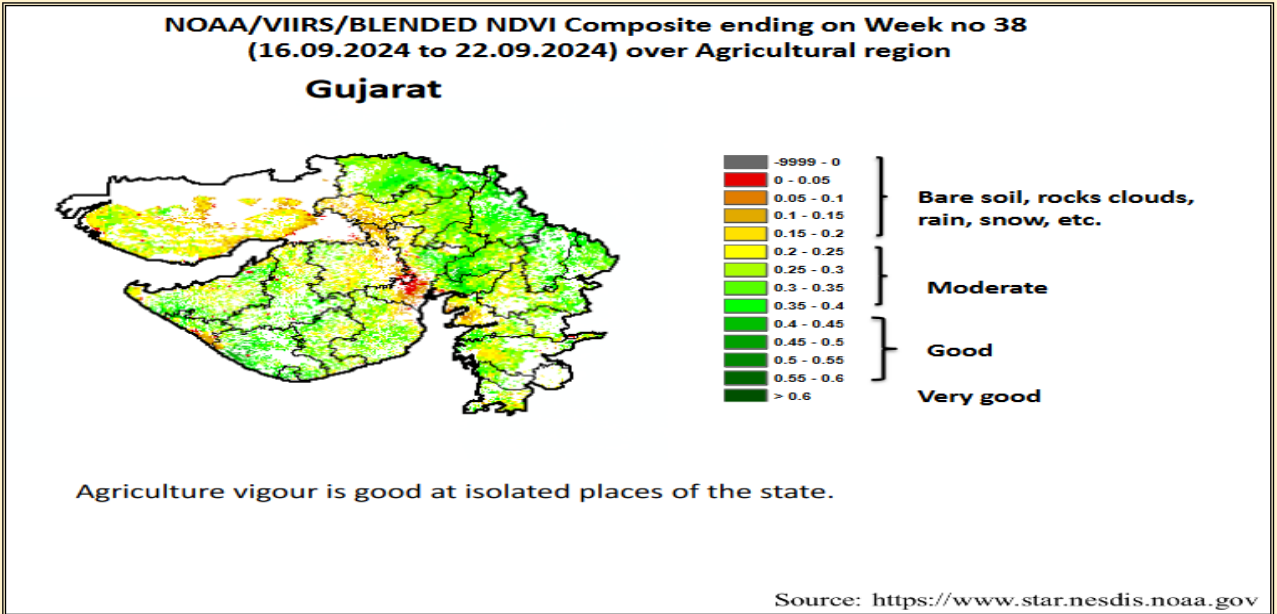 NOAA/VIIRS/BLENDED NDVI Composite ending on Week no 38
(16.09.2024 to 22.09.2024) over Agricultural region
Gujarat
-9999 - 0
0 - 0.05
0.05 - 0.1
0.1 - 0.15
0.15 - 0.2
0.2 - 0.25
0.25 - 0.3
0.3 - 0.35
0.35 - 0.4
0.4 - 0.45
0.45 - 0.5
0.5 - 0.55
0.55 - 0.6
> 0.6
Bare soil, rocks clouds,
rain, snow, etc.
Moderate
Good
Very good
Agriculture vigour is good at isolated places of the state.
Source: https://www.star.nesdis.noaa.gov